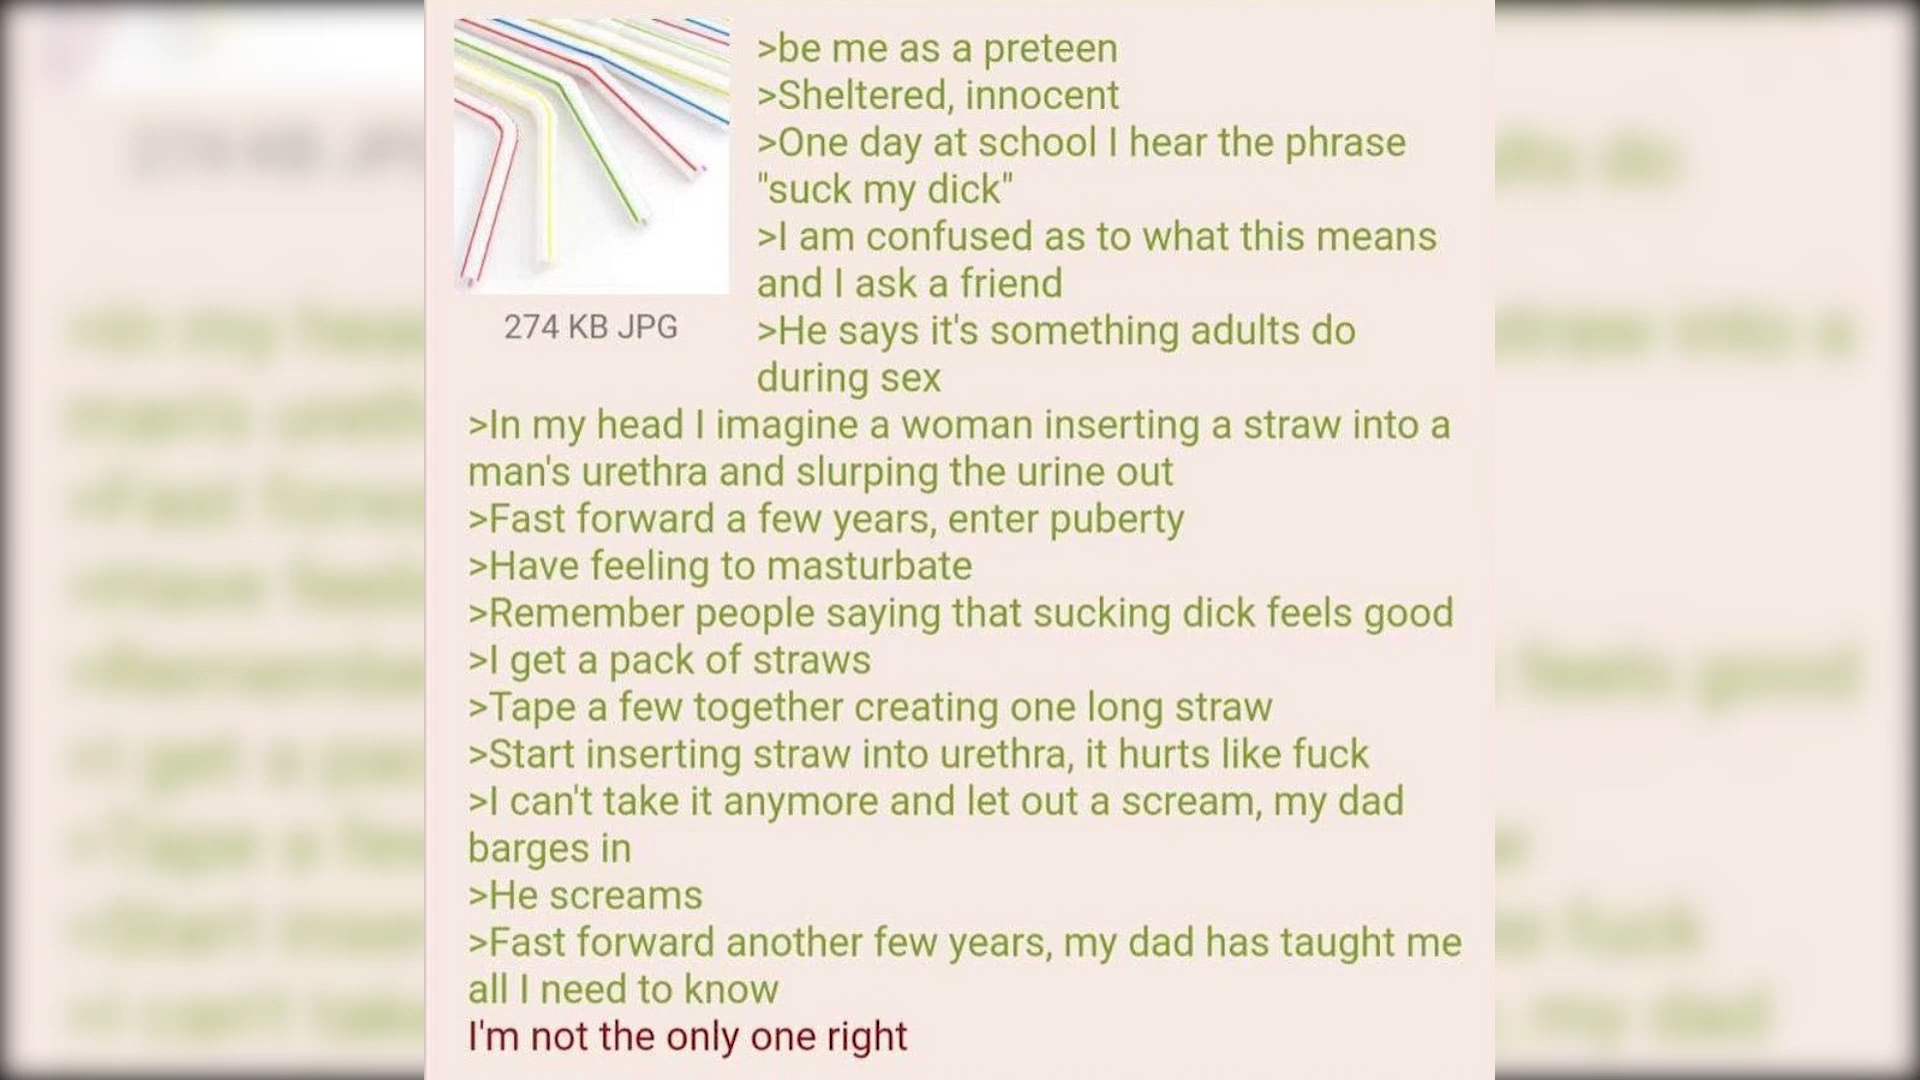 >be me as a preteen
>Sheltered, innocent
>One day at school I hear the phrase
"suck my dick"
>I am confused as to what this means
and I ask a friend
274 KB JPG
>He says it's something adults do
during sex
>In my head I imagine a woman inserting a straw into a
man's urethra and slurping the urine out
>Fast forward a few years, enter puberty
>Have feeling to masturbate
>Remember people saying that sucking dick feels good
>I get a pack of straws
>Tape a few together creating one long straw
>Start inserting straw into urethra, it hurts like fuck
>I can't take it anymore and let out a scream, my dad
barges in
>He screams
>Fast forward another few years, my dad has taught me
all I need to know
I'm not the only one right